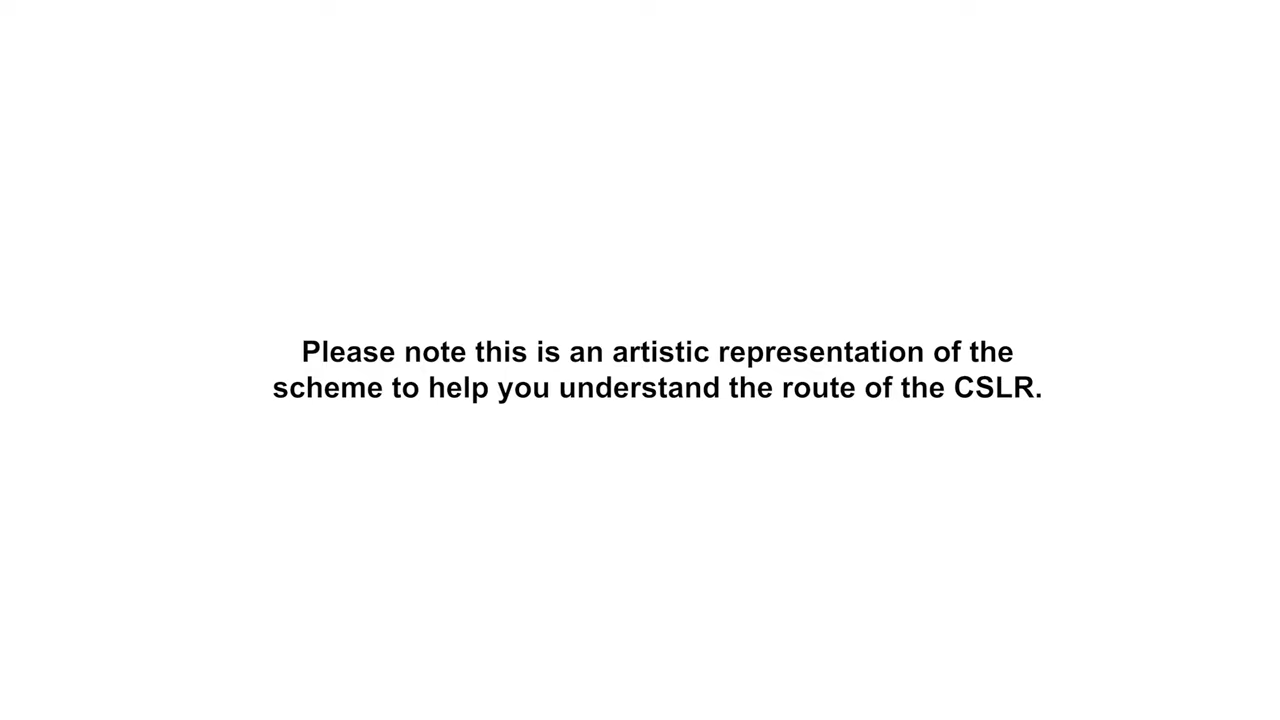 Please note this is an artistic representation of the
scheme to help you understand the route of the CSLR.